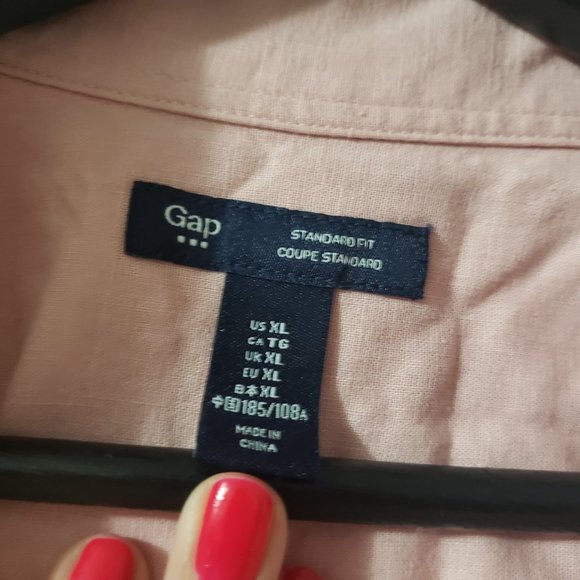 Gap
STANDARD FIT
COUPE STANDARD
US XL
CA TG
UK XL
EU XL
日本 XL
中国 185/108A
MADE IN
CHINA